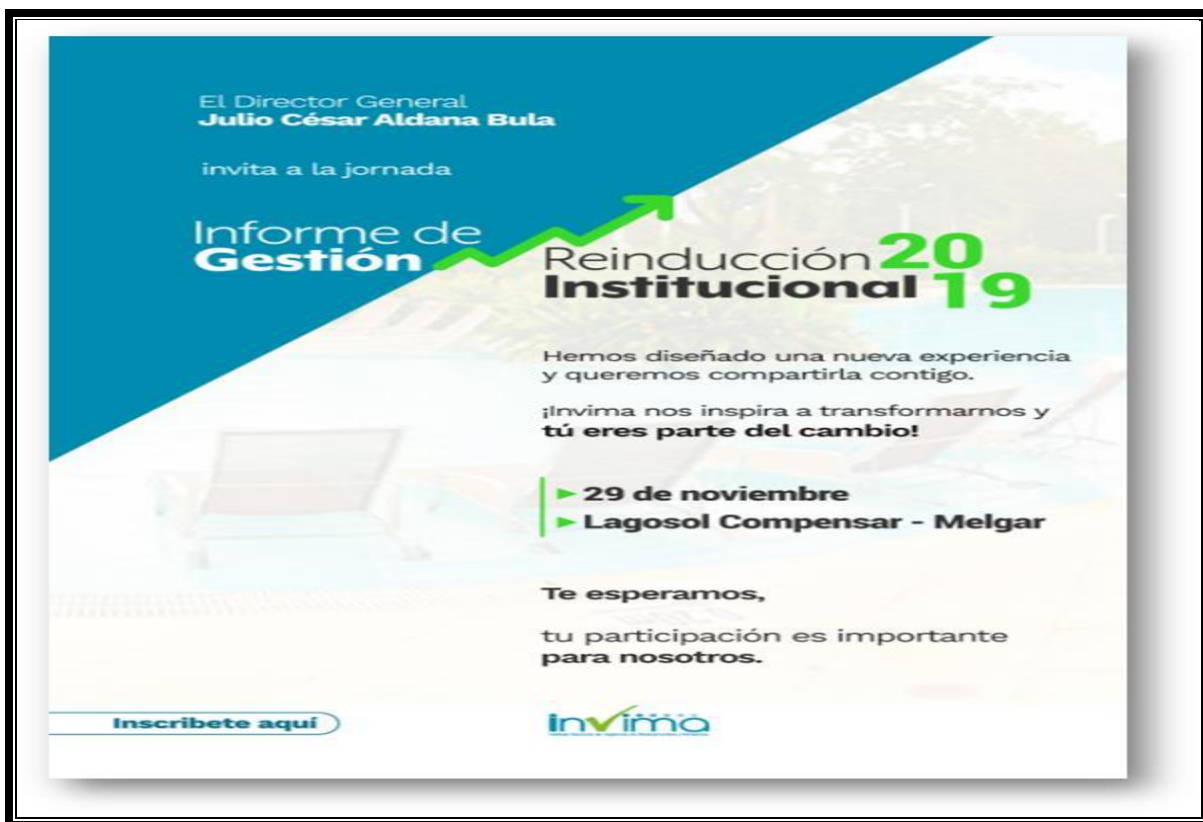 El Director General
Julio César Aldana Bula
invita a la jornada
Informe de
Gestión
Reinducción 20
Institucional 19
Hemos diseñado una nueva experiencia
y queremos compartirla contigo.
¡Invima nos inspira a transformarnos y
tú eres parte del cambio!
29 de noviembre
Lagosol Compensar - Melgar
Te esperamos,
tu participación es importante
para nosotros.
Inscribete aquí
invima